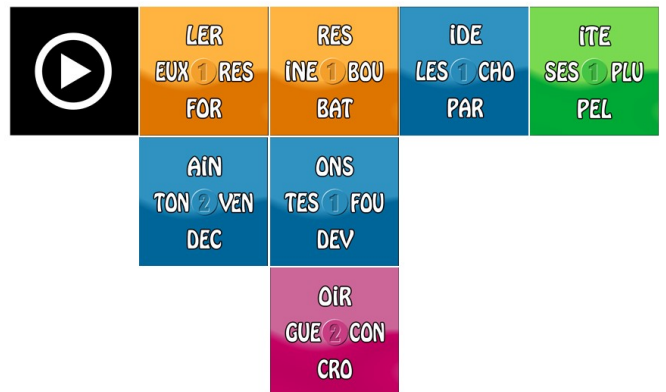 LER RES iDE iTE
EUX 1 RES iNE 1 BOU LES 1 CHO SES 1 PLU
FOR BAT PAR PEL
AiN ONS
TON 2 VEN TES 1 FOU
DEC DEV
OiR
GUE 2 CON
CRO